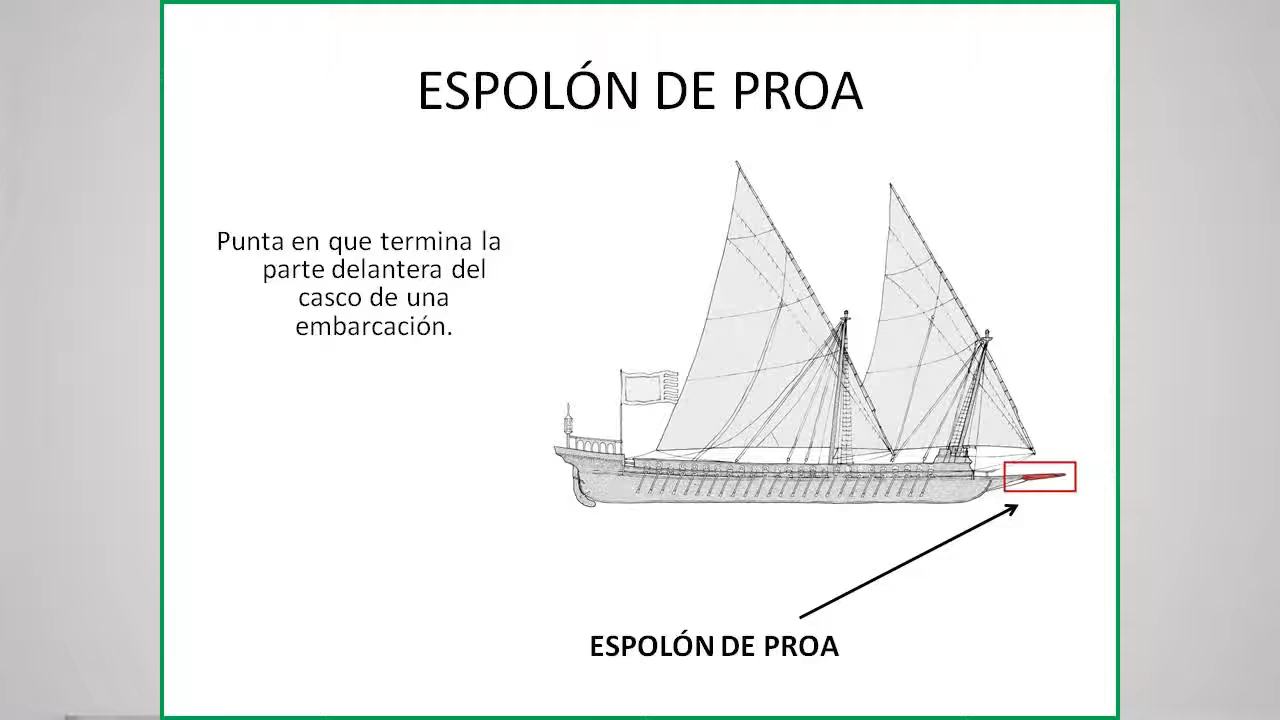 ESPOLÓN DE PROA
Punta en que termina la
parte delantera del
casco de una
embarcación.
ESPOLÓN DE PROA